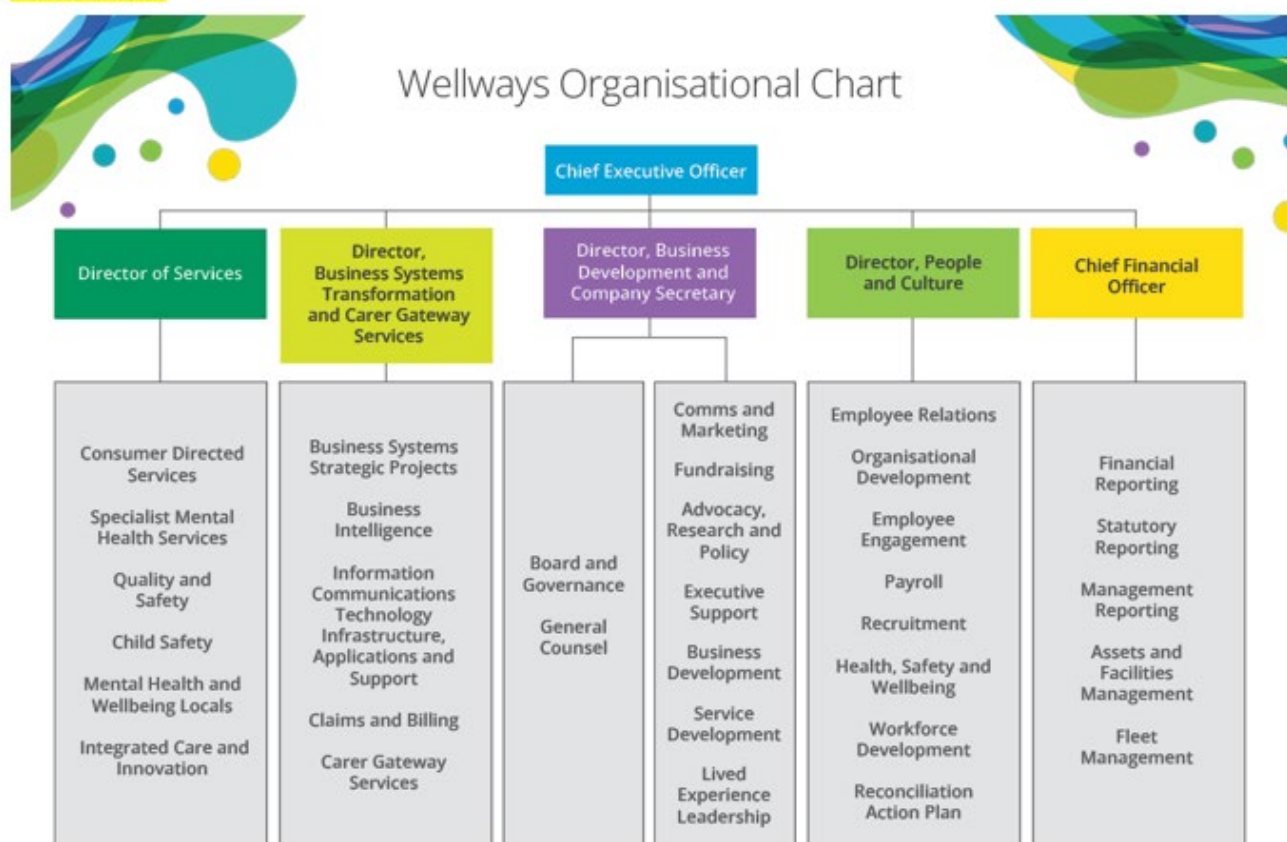 Wellways Organisational Chart
Chief Executive Officer
Director of Services
Director,
Business Systems
Transformation
and Carer Gateway
Services
Director, Business
Development and
Company Secretary
Director, People
and Culture
Chief Financial
Officer
Consumer Directed
Services
Specialist Mental
Health Services
Quality and
Safety
Child Safety
Mental Health and
Wellbeing Locals
Integrated Care and
Innovation
Business Systems
Strategic Projects
Business
Intelligence
Information
Communications
Technology
Infrastructure,
Applications and
Support
Claims and Billing
Carer Gateway
Services
Board and
Governance
General
Counsel
Comms and
Marketing
Fundraising
Advocacy,
Research and
Policy
Executive
Support
Business
Development
Service
Development
Lived
Experience
Leadership
Employee Relations
Organisational
Development
Employee
Engagement
Payroll
Recruitment
Health, Safety and
Wellbeing
Workforce
Development
Reconciliation
Action Plan
Financial
Reporting
Statutory
Reporting
Management
Reporting
Assets and
Facilities
Management
Fleet
Management